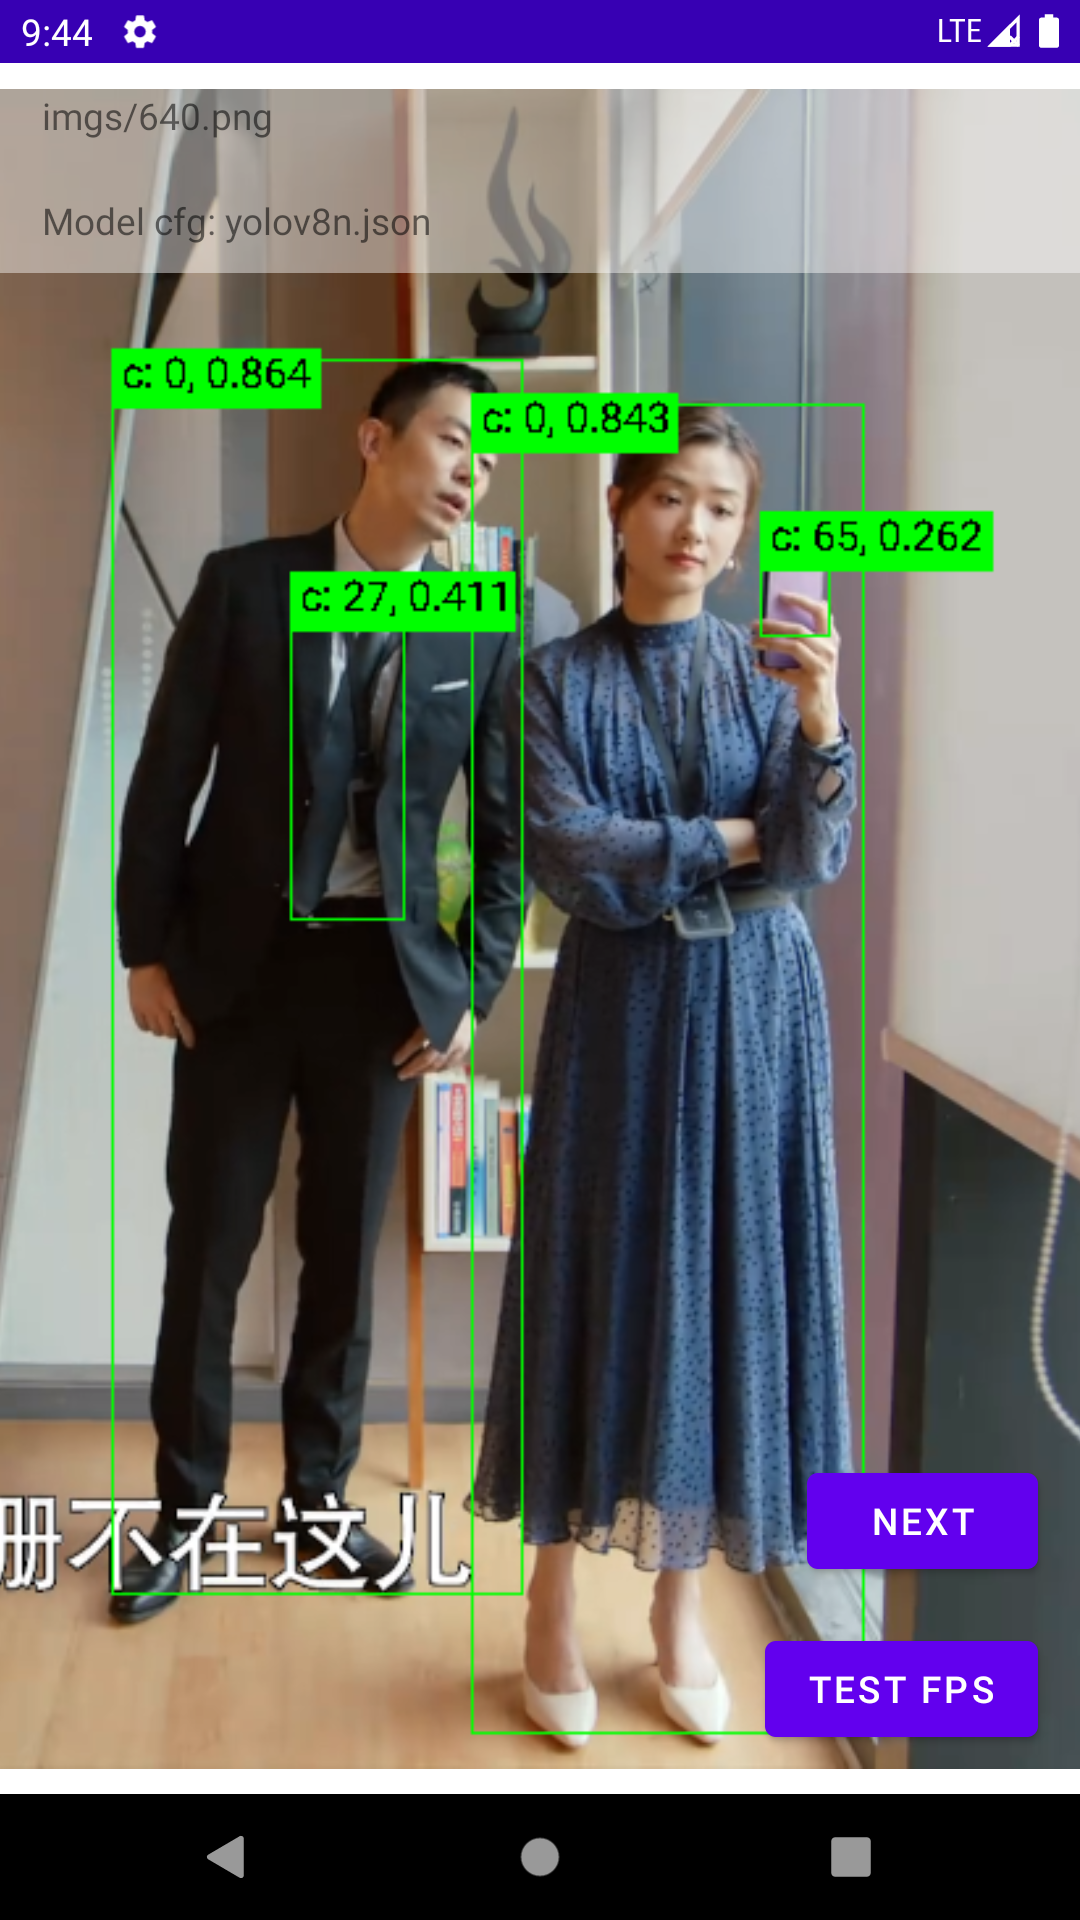 9:44 LTE
imgs/640.png
Model cfg: yolov8n.json
c: 0, 0.864
c: 0, 0.843
c: 65, 0.262
c: 27, 0.411
册不在这儿
NEXT
TEST FPS